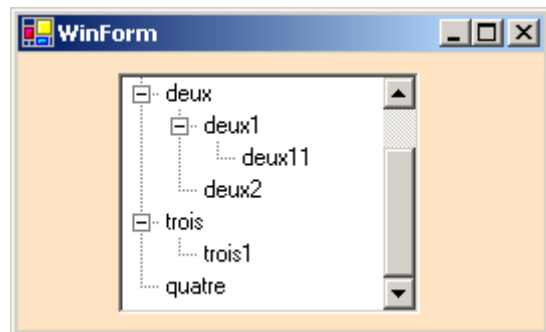 WinForm
deux
deux1
deux11
deux2
trois
trois1
quatre